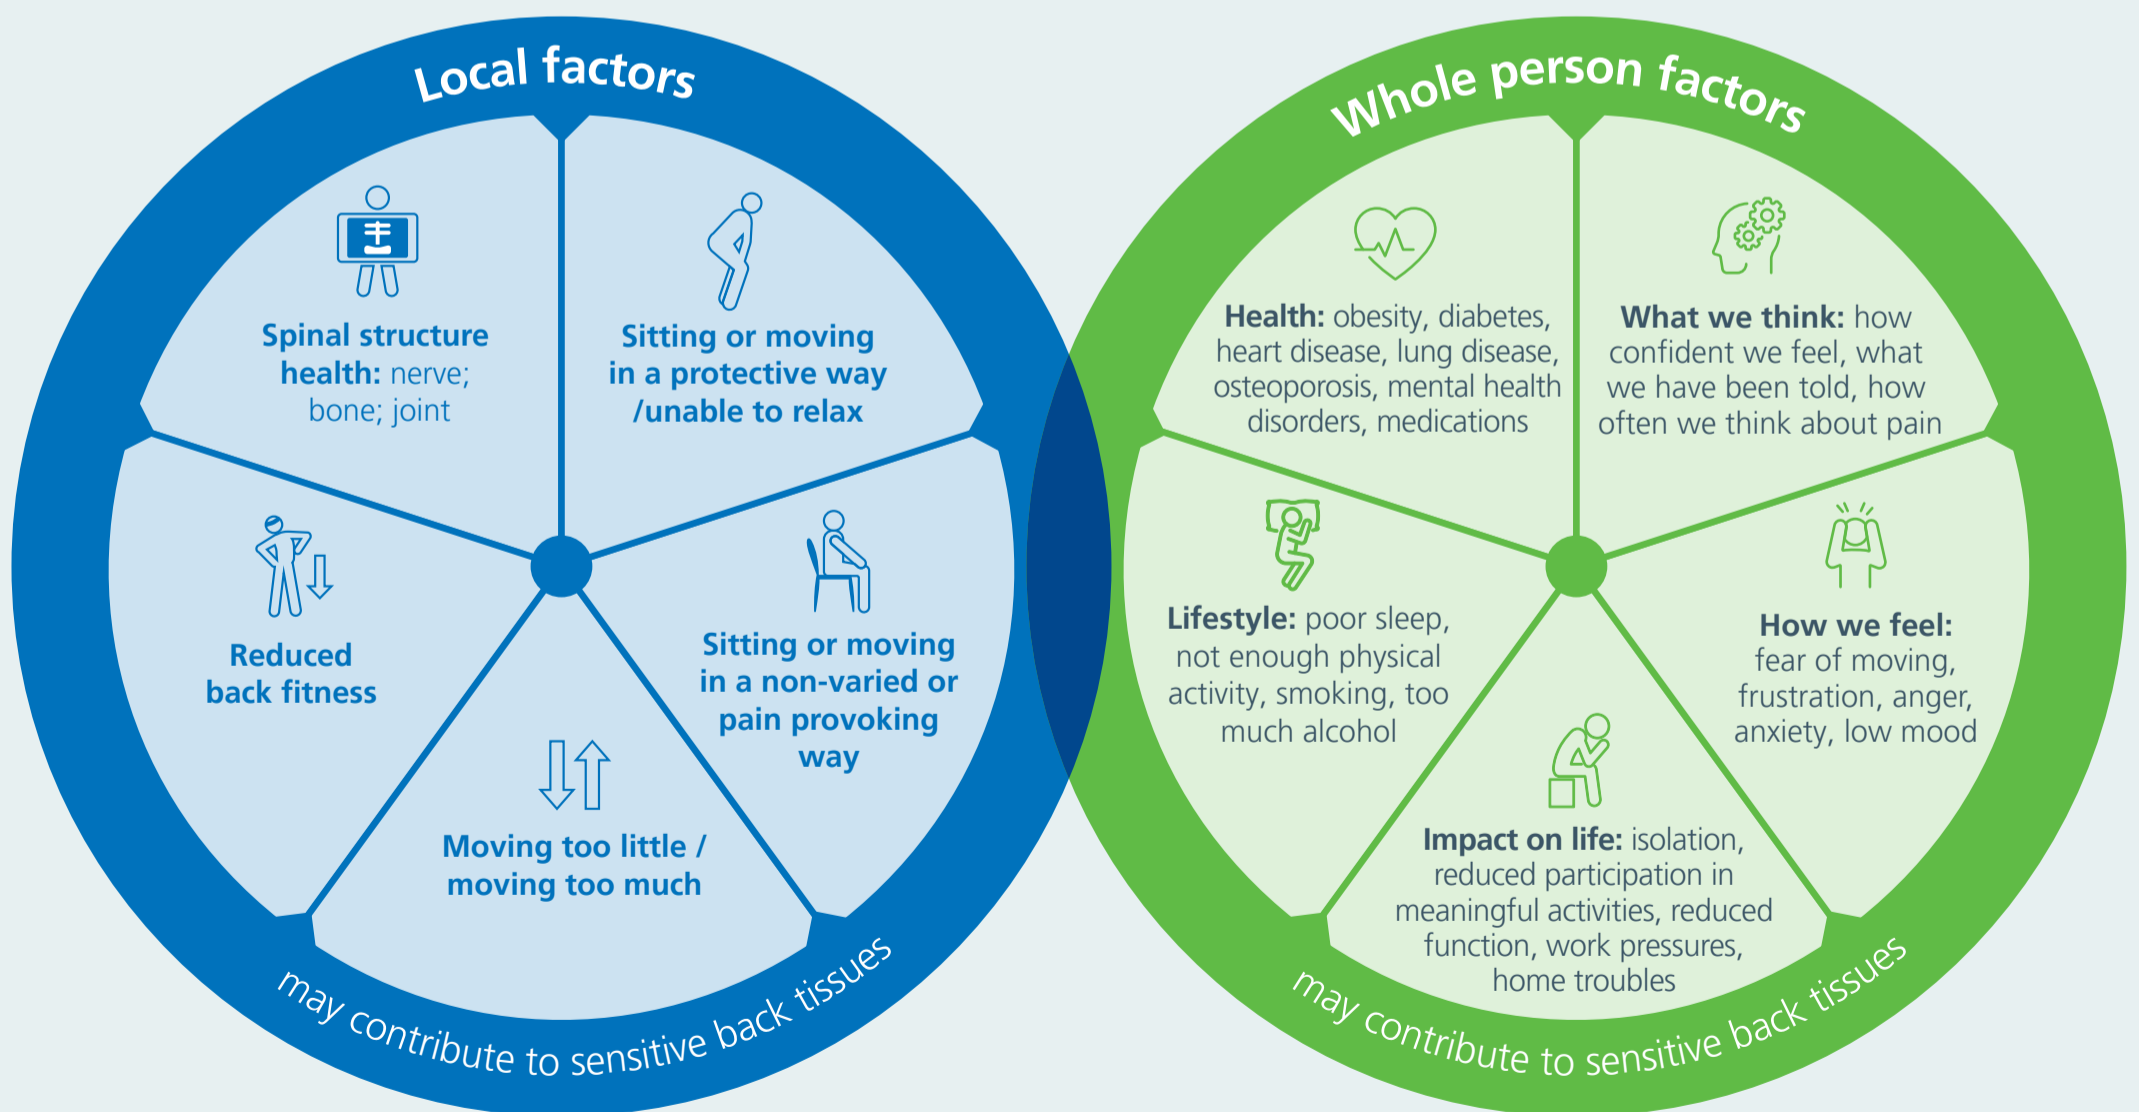 Local factors
Spinal structure
health: nerve;
bone; joint
Sitting or moving
in a protective way
/unable to relax
Reduced
back fitness
Sitting or moving
in a non-varied or
pain provoking
way
Moving too little /
moving too much
may contribute to sensitive back tissues
Whole person factors
Health: obesity, diabetes,
heart disease, lung disease,
osteoporosis, mental health
disorders, medications
What we think: how
confident we feel, what
we have been told, how
often we think about pain
Lifestyle: poor sleep,
not enough physical
activity, smoking, too
much alcohol
How we feel:
fear of moving,
frustration, anger,
anxiety, low mood
Impact on life: isolation,
reduced participation in
meaningful activities, reduced
function, work pressures,
home troubles
may contribute to sensitive back tissues